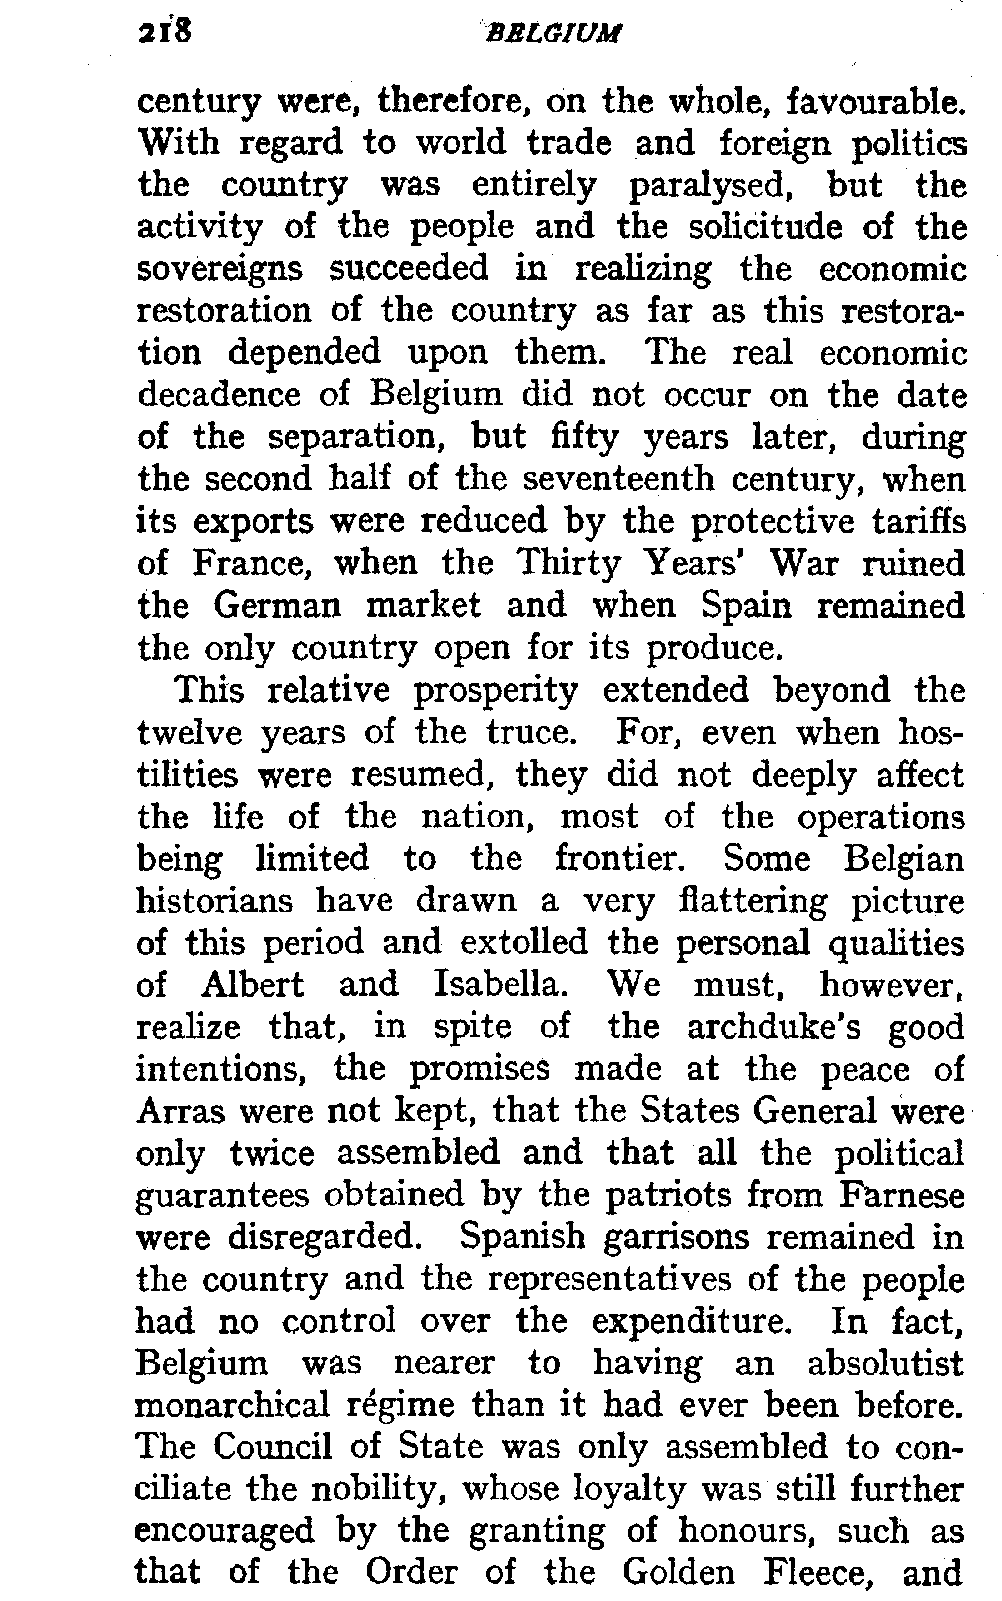 218 BELGIUM
century were, therefore, on the whole, favourable.
With regard to world trade and foreign politics
the country was entirely paralysed, but the
activity of the people and the solicitude of the
sovereigns succeeded in realizing the economic
restoration of the country as far as this restora-
tion depended upon them. The real economic
decadence of Belgium did not occur on the date
of the separation, but fifty years later, during
the second half of the seventeenth century, when
its exports were reduced by the protective tariffs
of France, when the Thirty Years' War ruined
the German market and when Spain remained
the only country open for its produce.
This relative prosperity extended beyond the
twelve years of the truce. For, even when hos-
tilities were resumed, they did not deeply affect
the life of the nation, most of the operations
being limited to the frontier. Some Belgian
historians have drawn a very flattering picture
of this period and extolled the personal qualities
of Albert and Isabella. We must, however,
realize that, in spite of the archduke's good
intentions, the promises made at the peace of
Arras were not kept, that the States General were
only twice assembled and that all the political
guarantees obtained by the patriots from Farnese
were disregarded. Spanish garrisons remained in
the country and the representatives of the people
had no control over the expenditure. In fact,
Belgium was nearer to having an absolutist
monarchical régime than it had ever been before.
The Council of State was only assembled to con-
ciliate the nobility, whose loyalty was still further
encouraged by the granting of honours, such as
that of the Order of the Golden Fleece, and